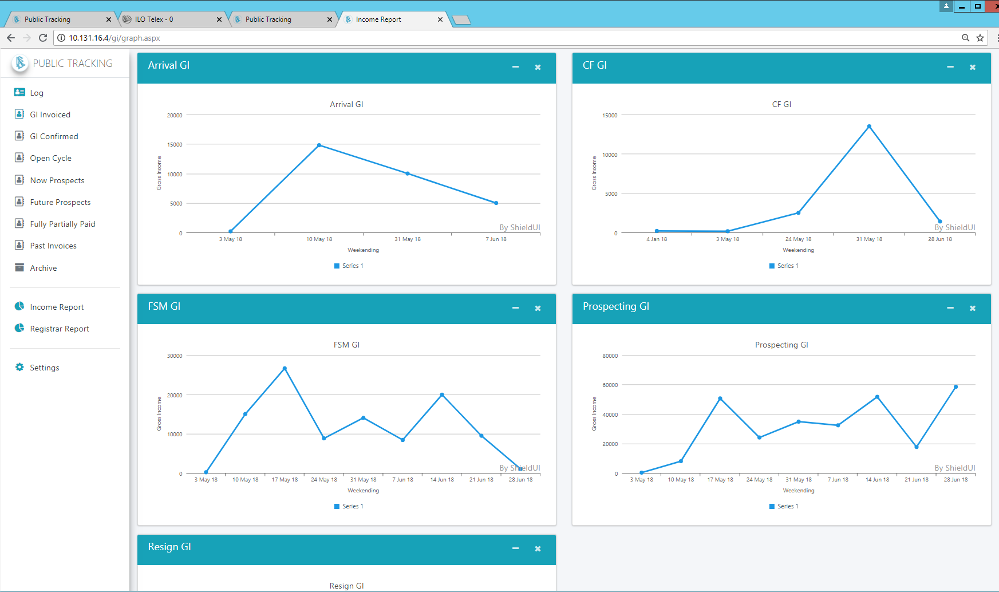 Public Tracking
ILO Telex - 0
Public Tracking
Income Report
10.131.16.4/gi/graph.aspx
PUBLIC TRACKING
Log
GI Invoiced
GI Confirmed
Open Cycle
Now Prospects
Future Prospects
Fully Partially Paid
Past Invoices
Archive
Income Report
Registrar Report
Settings
Arrival GI
Arrival GI
20000
15000
10000
5000
0
Gross Income
3 May 18 10 May 18 31 May 18 7 Jun 18
By ShieldUI
Weekending
Series 1
CF GI
CF GI
15000
10000
5000
0
Gross Income
4 Jan 18 3 May 18 24 May 18 31 May 18 28 Jun 18
By ShieldUI
Weekending
Series 1
FSM GI
FSM GI
30000
20000
10000
0
Gross Income
3 May 18 10 May 18 17 May 18 24 May 18 31 May 18 7 Jun 18 14 Jun 18 21 Jun 18 28 Jun 18
By ShieldUI
Weekending
Series 1
Prospecting GI
Prospecting GI
80000
60000
40000
20000
0
Gross Income
3 May 18 10 May 18 17 May 18 24 May 18 31 May 18 7 Jun 18 14 Jun 18 21 Jun 18 28 Jun 18
By ShieldUI
Weekending
Series 1
Resign GI
Resign GI